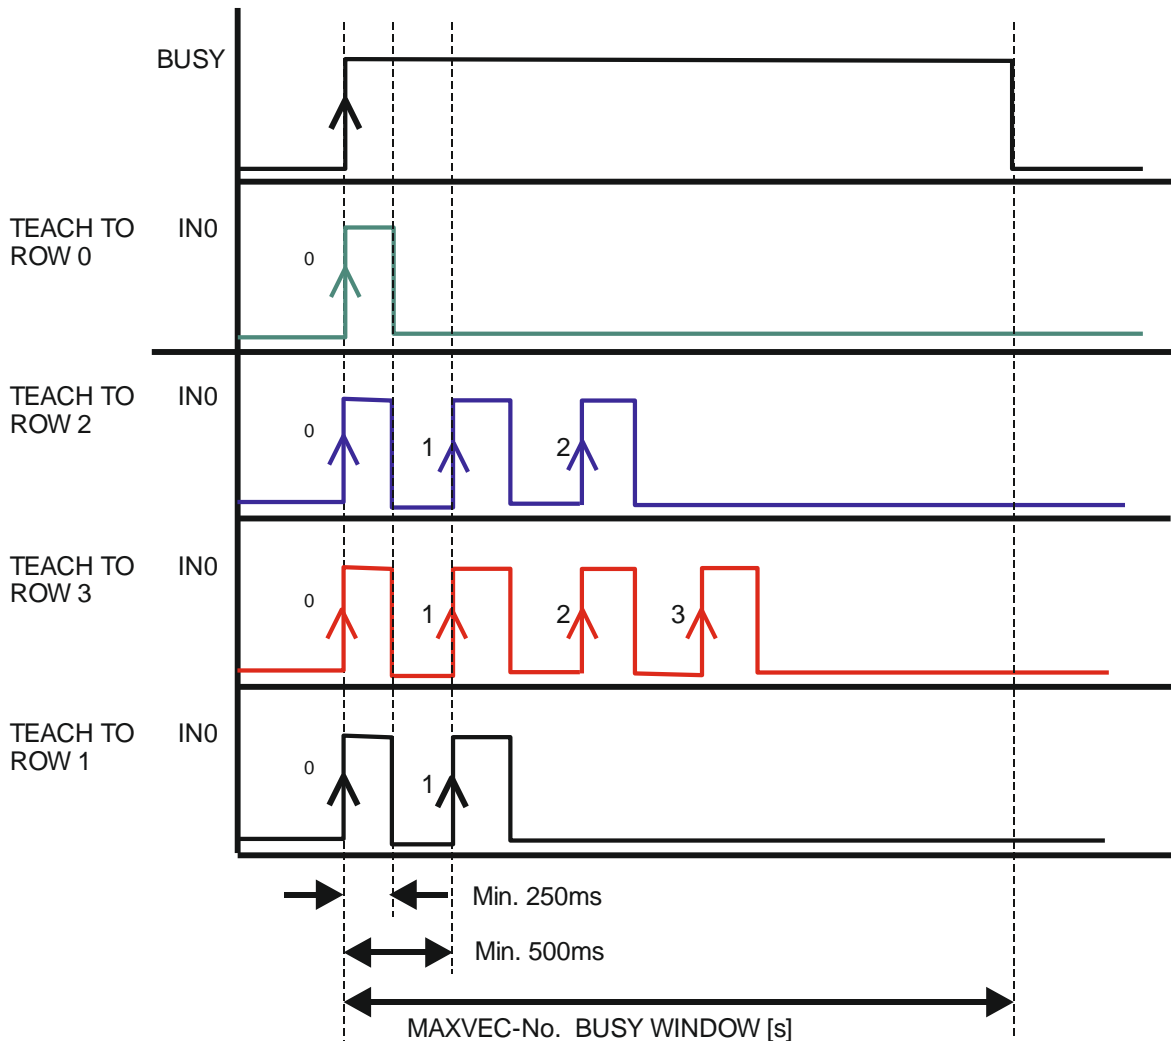 BUSY
TEACH TO ROW 0 IN0
0
TEACH TO ROW 2 IN0
0 1 2
TEACH TO ROW 3 IN0
0 1 2 3
TEACH TO ROW 1 IN0
0 1
Min. 250ms
Min. 500ms
MAXVEC-No. BUSY WINDOW [s]